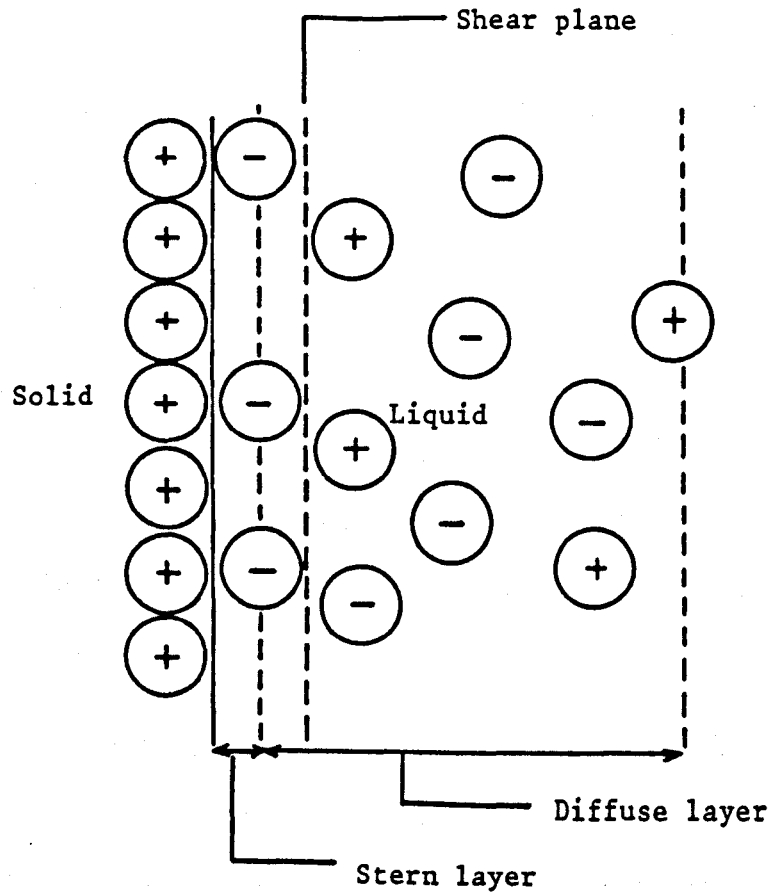 Shear plane
Solid
Liquid
Diffuse layer
Stern layer